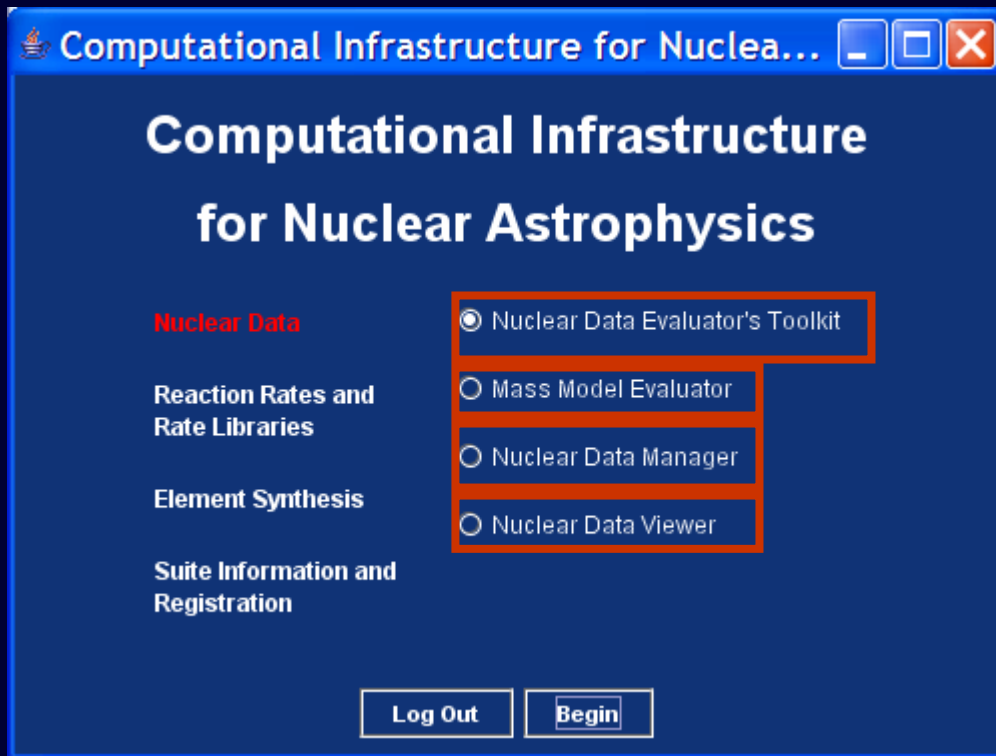 Computational Infrastructure for Nuclea...
Computational Infrastructure
for Nuclear Astrophysics
Nuclear Data
Reaction Rates and
Rate Libraries
Element Synthesis
Suite Information and
Registration
Nuclear Data Evaluator's Toolkit
Mass Model Evaluator
Nuclear Data Manager
Nuclear Data Viewer
Log Out
Begin